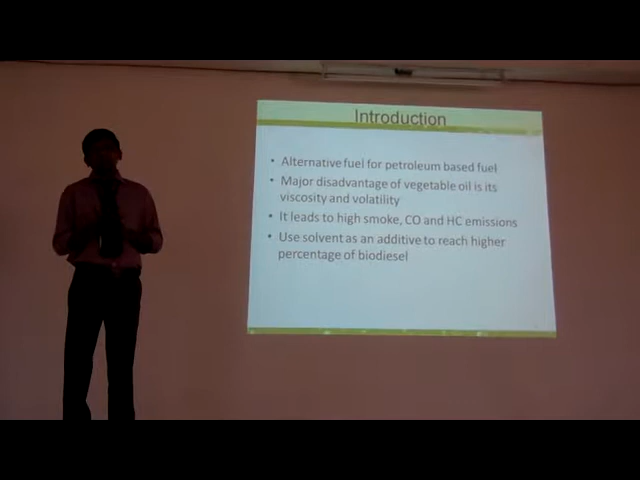 Introduction
• Alternative fuel for petroleum based fuel
• Major disadvantage of vegetable oil is its
viscosity and volatility
• It leads to high smoke, CO and HC emissions
• Use solvent as an additive to reach higher
percentage of biodiesel